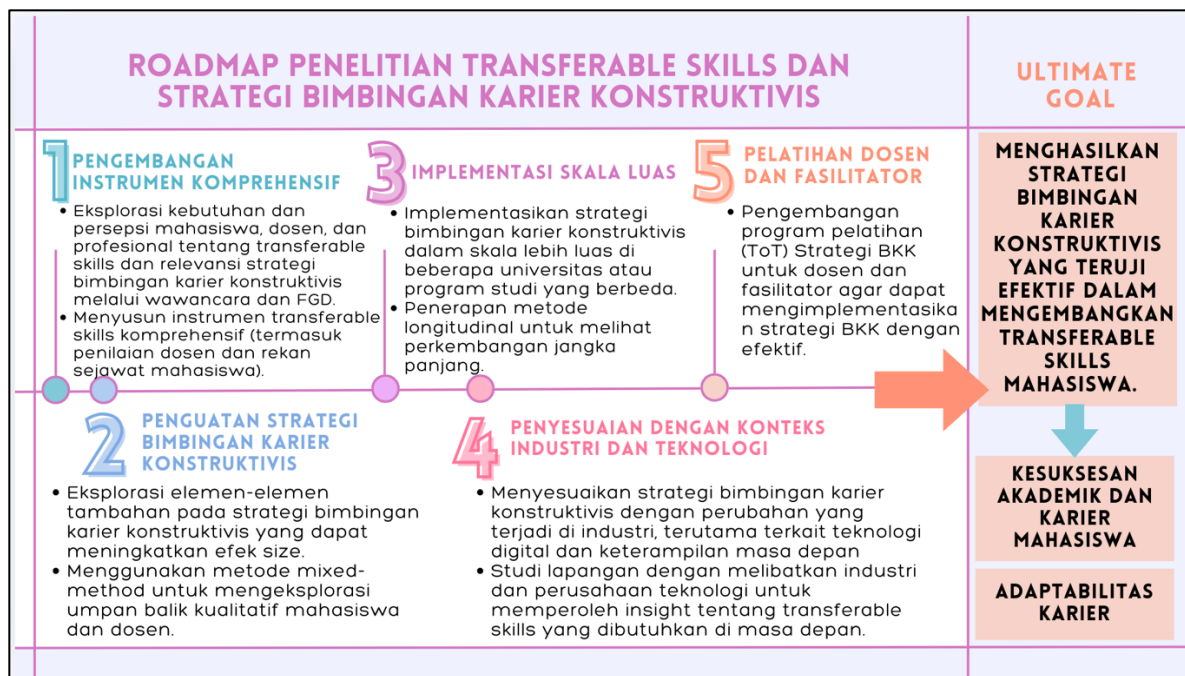 ROADMAP PENELITIAN TRANSFERABLE SKILLS DAN
STRATEGI BIMBINGAN KARIER KONSTRUKTIVIS
ULTIMATE
GOAL
1
PENGEMBANGAN
INSTRUMEN KOMPREHENSIF
• Eksplorasi kebutuhan dan
persepsi mahasiswa, dosen, dan
profesional tentang transferable
skills dan relevansi strategi
bimbingan karier konstruktivis
melalui wawancara dan FGD.
• Menyusun instrumen transferable
skills komprehensif (termasuk
penilaian dosen dan rekan
sejawat mahasiswa).
2
PENGUATAN STRATEGI
BIMBINGAN KARIER
KONSTRUKTIVIS
• Eksplorasi elemen-elemen
tambahan pada strategi bimbingan
karier konstruktivis yang dapat
meningkatkan efek size.
• Menggunakan metode mixed-
method untuk mengeksplorasi
umpan balik kualitatif mahasiswa
dan dosen.
3
IMPLEMENTASI SKALA LUAS
• Implementasikan strategi
bimbingan karier konstruktivis
dalam skala lebih luas di
beberapa universitas atau
program studi yang berbeda.
• Penerapan metode
longitudinal untuk melihat
perkembangan jangka
panjang.
4
PENYESUAIAN DENGAN KONTEKS
INDUSTRI DAN TEKNOLOGI
• Menyesuaikan strategi bimbingan karier
konstruktivis dengan perubahan yang
terjadi di industri, terutama terkait teknologi
digital dan keterampilan masa depan
• Studi lapangan dengan melibatkan industri
dan perusahaan teknologi untuk
memperoleh insight tentang transferable
skills yang dibutuhkan di masa depan.
5
PELATIHAN DOSEN
DAN FASILITATOR
• Pengembangan
program pelatihan
(ToT) Strategi BKK
untuk dosen dan
fasilitator agar dapat
mengimplementasika
n strategi BKK dengan
efektif.
MENGHASILKAN
STRATEGI
BIMBINGAN
KARIER
KONSTRUKTIVIS
YANG TERUJI
EFEKTIF DALAM
MENGEMBANGKAN
TRANSFERABLE
SKILLS
MAHASISWA.
KESUKSESAN
AKADEMIK DAN
KARIER
MAHASISWA
ADAPTABILITAS
KARIER